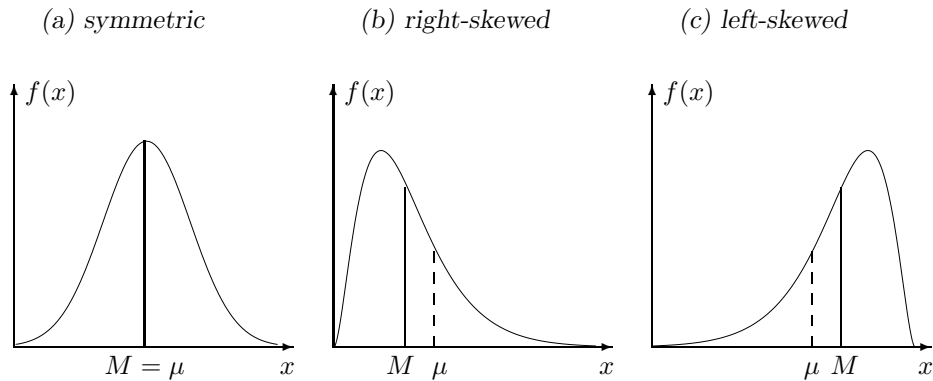 (a) symmetric (b) right-skewed (c) left-skewed
f(x) f(x) f(x)
M = μ x M μ x μ M x